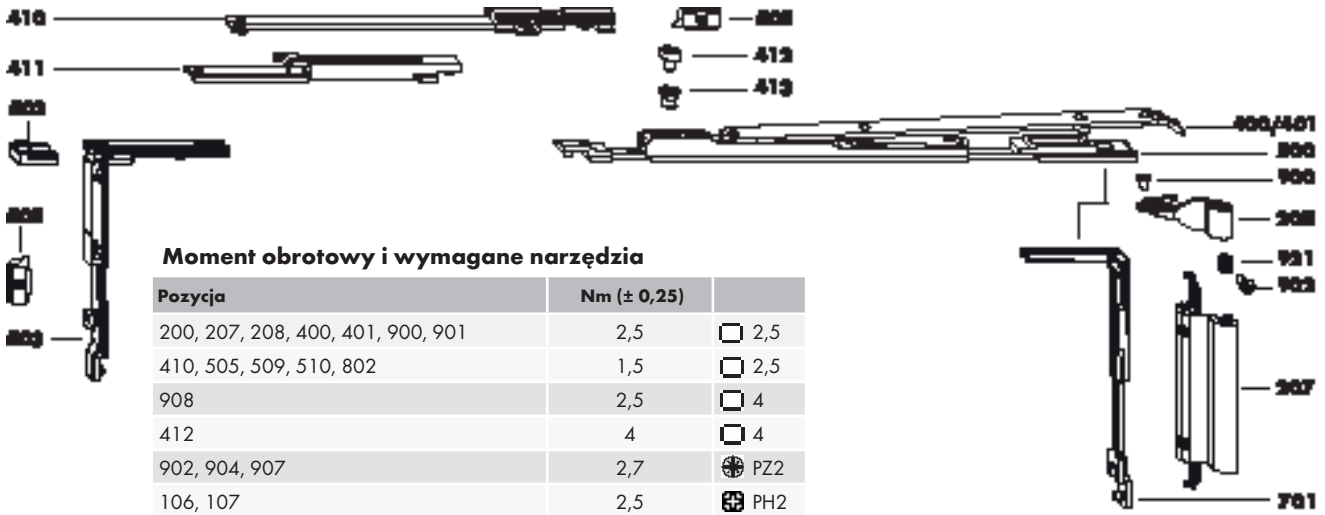 410
411
412
413
400/401
900
208
921
902
Moment obrotowy i wymagane narzędzia
Pozycja Nm (± 0,25)
200, 207, 208, 400, 401, 900, 901 2,5 2,5
410, 505, 509, 510, 802 1,5 2,5
908 2,5 4
412 4 4
902, 904, 907 2,7 PZ2
106, 107 2,5 PH2
207
701